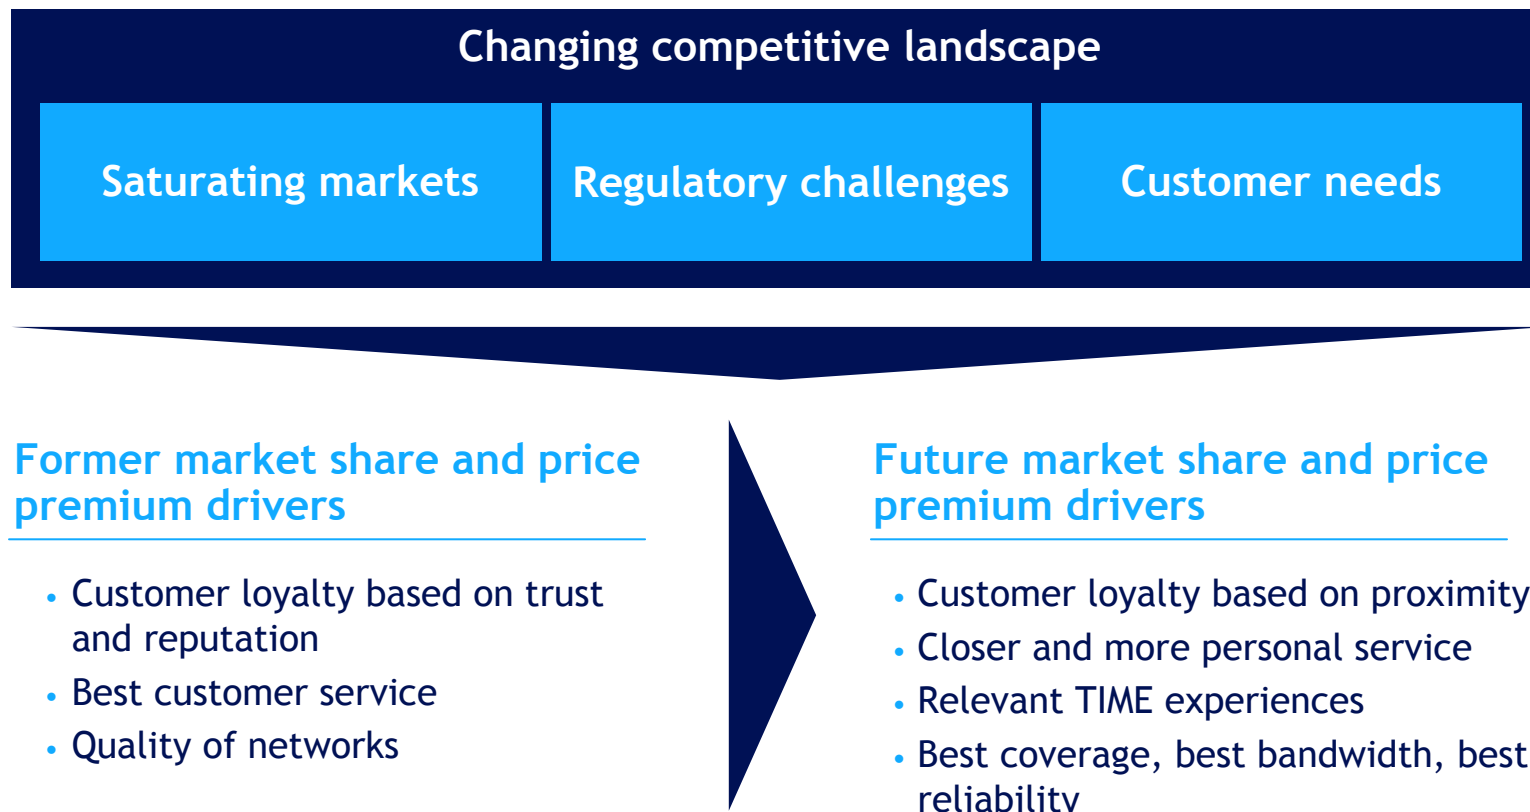 Changing competitive landscape
Saturating markets
Regulatory challenges
Customer needs
Former market share and price
premium drivers
• Customer loyalty based on trust
and reputation
• Best customer service
• Quality of networks
Future market share and price
premium drivers
• Customer loyalty based on proximity
• Closer and more personal service
• Relevant TIME experiences
• Best coverage, best bandwidth, best
reliability